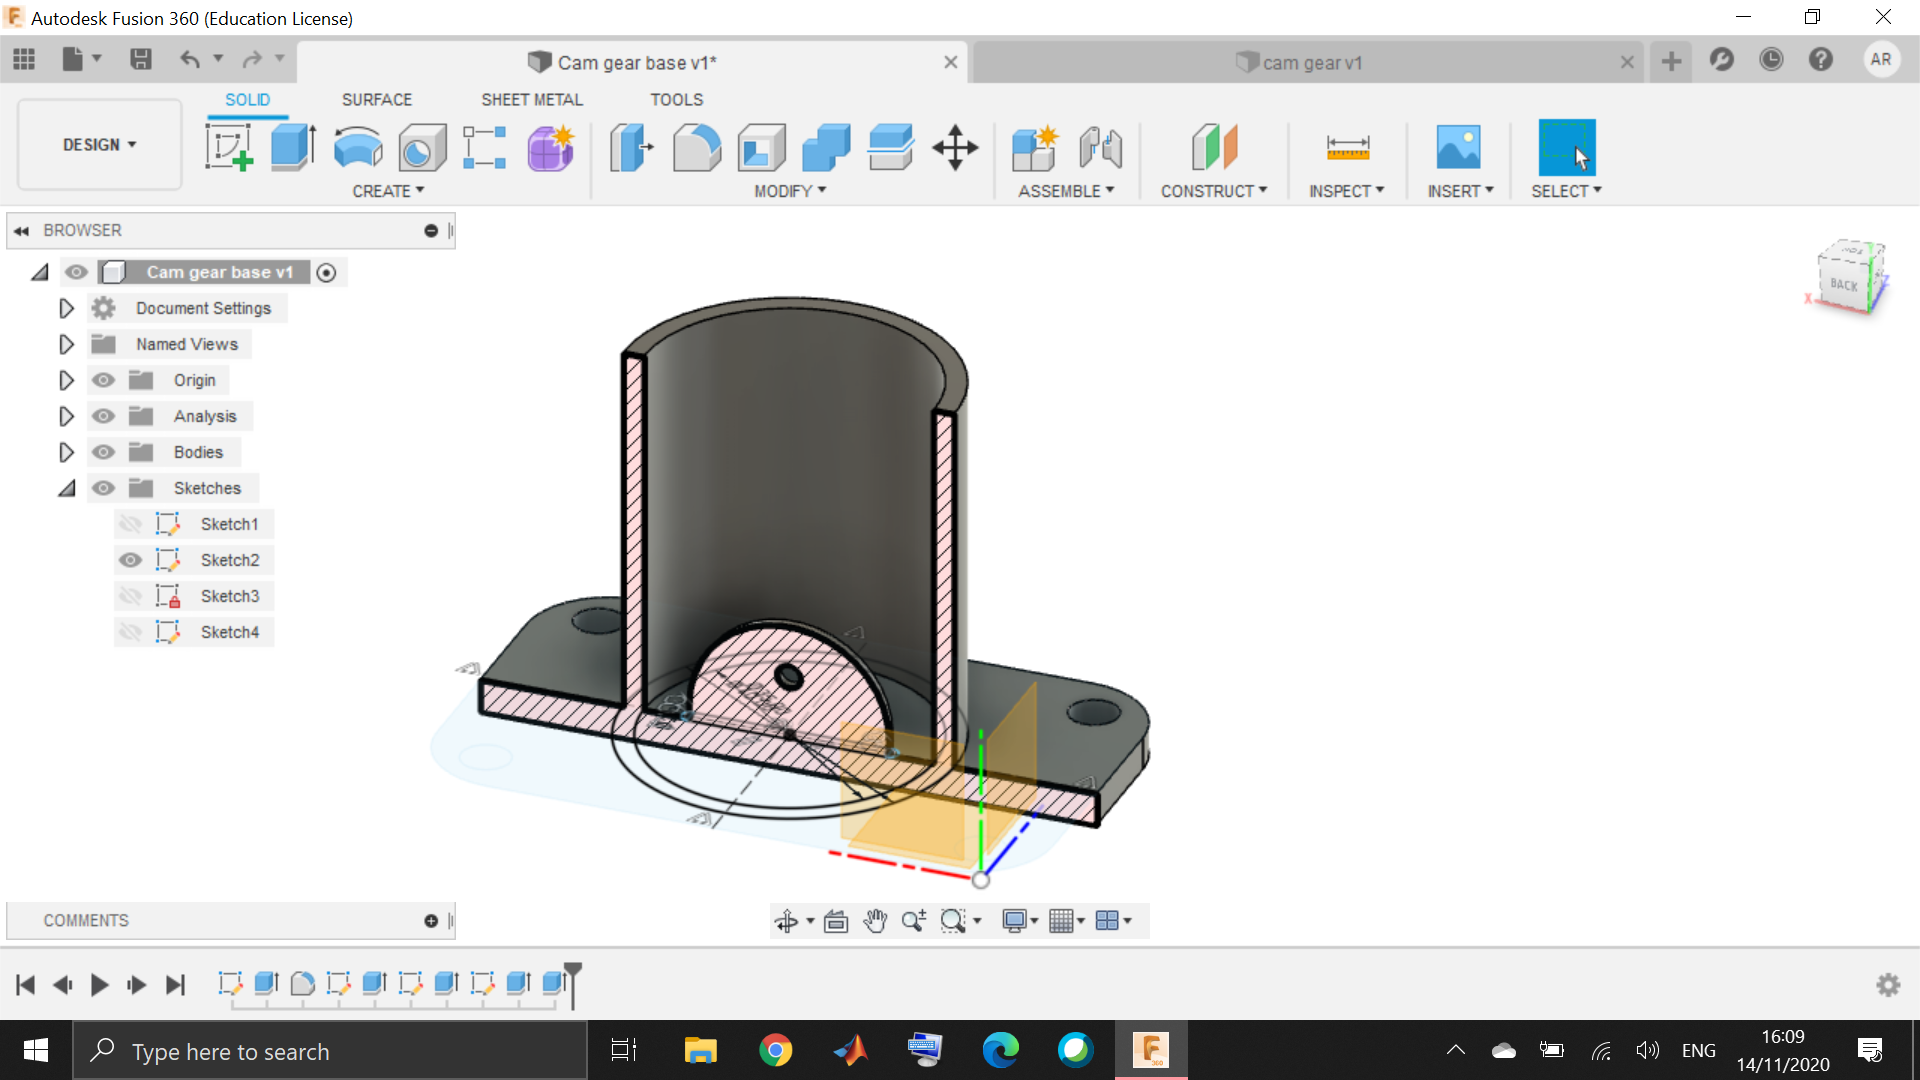 Autodesk Fusion 360 (Education License)
Cam gear base v1*
cam gear v1
AR
DESIGN
SOLID
SURFACE
SHEET METAL
TOOLS
CREATE
MODIFY
ASSEMBLE
CONSTRUCT
INSPECT
INSERT
SELECT
BROWSER
Cam gear base v1
Document Settings
Named Views
Origin
Analysis
Bodies
Sketches
Sketch1
Sketch2
Sketch3
Sketch4
TOP
BACK
X
COMMENTS
Type here to search
ENG
16:09
14/11/2020